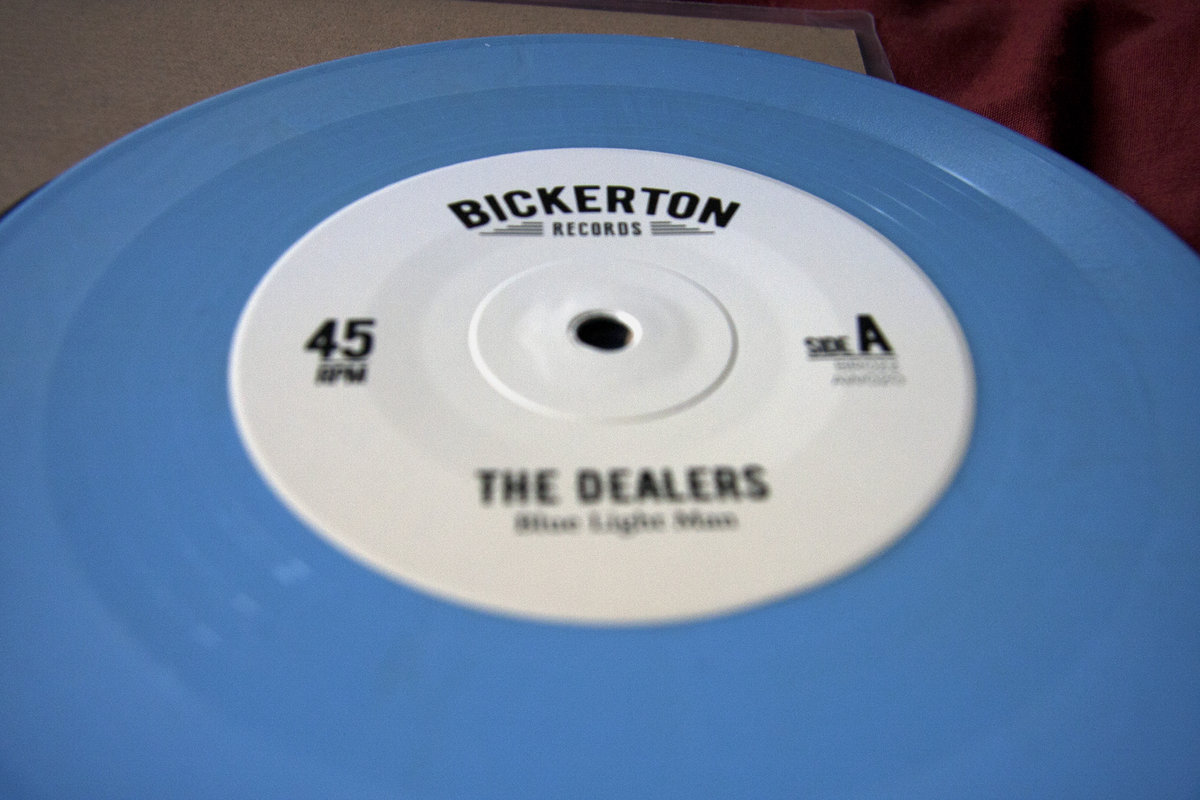 BICKERTON
RECORDS
45
RPM
SIDE A
THE DEALERS
Blue Light Man